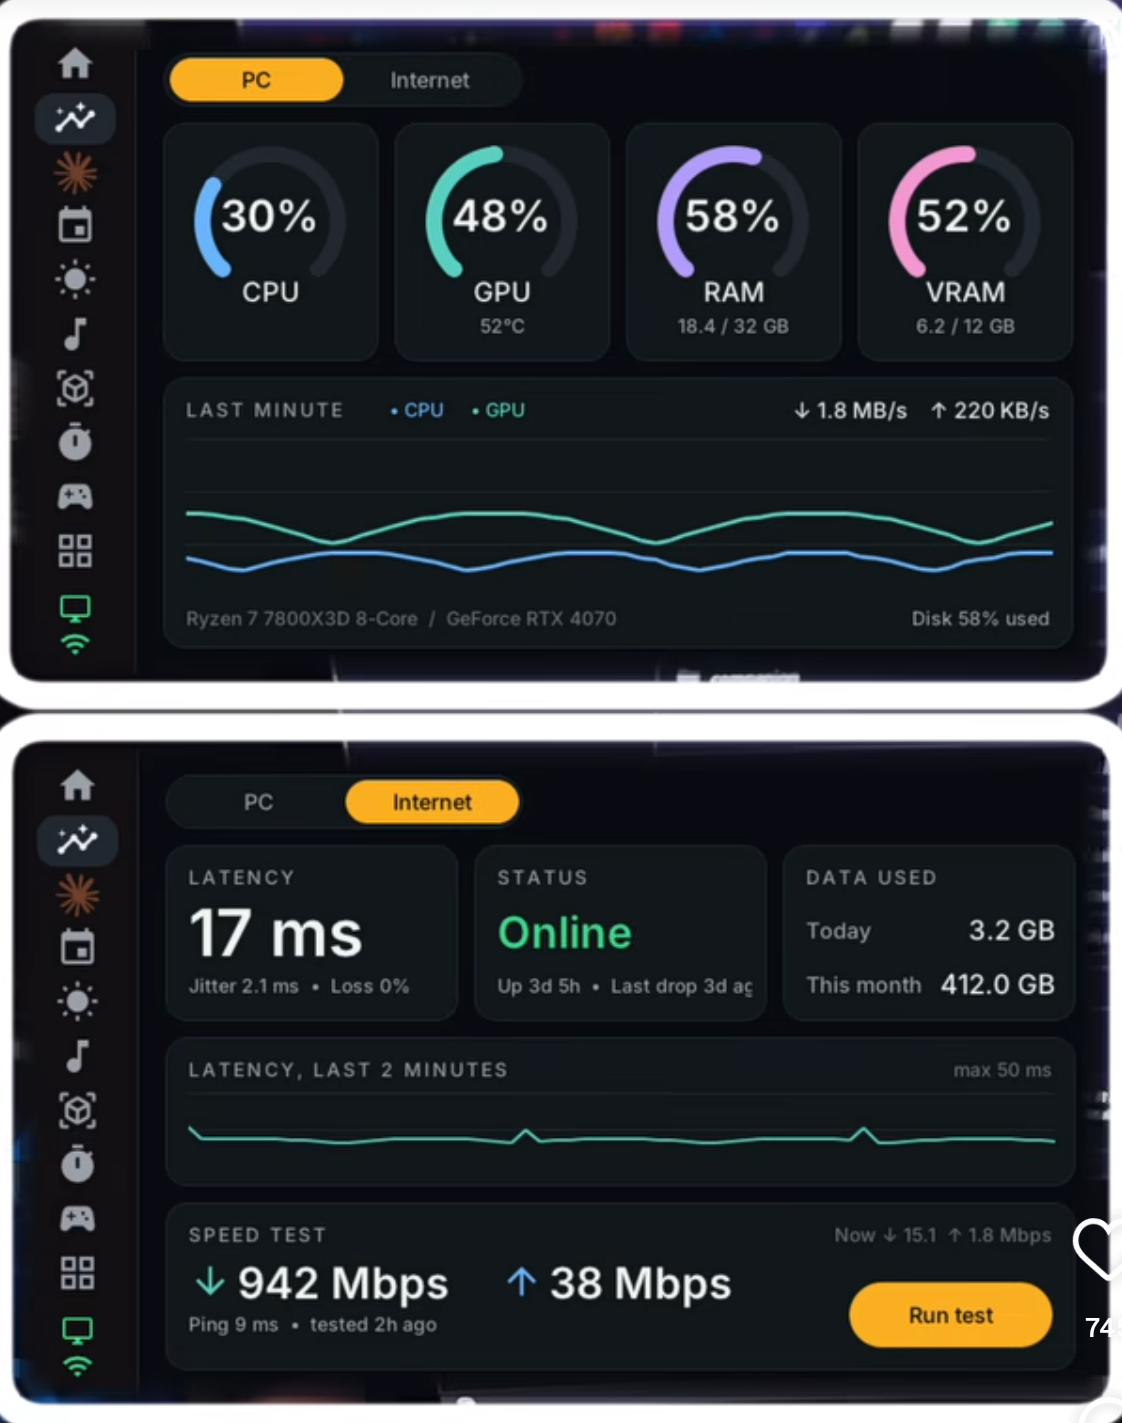 PC Internet
30% 48% 58% 52%
CPU GPU RAM VRAM
52°C 18.4 / 32 GB 6.2 / 12 GB
LAST MINUTE • CPU • GPU ↓ 1.8 MB/s ↑ 220 KB/s
Ryzen 7 7800X3D 8-Core / GeForce RTX 4070 Disk 58% used
PC Internet
LATENCY STATUS DATA USED
17 ms Online Today 3.2 GB
Jitter 2.1 ms • Loss 0% Up 3d 5h • Last drop 3d ag This month 412.0 GB
LATENCY, LAST 2 MINUTES max 50 ms
SPEED TEST Now ↓ 15.1 ↑ 1.8 Mbps
↓ 942 Mbps ↑ 38 Mbps Run test
Ping 9 ms • tested 2h ago